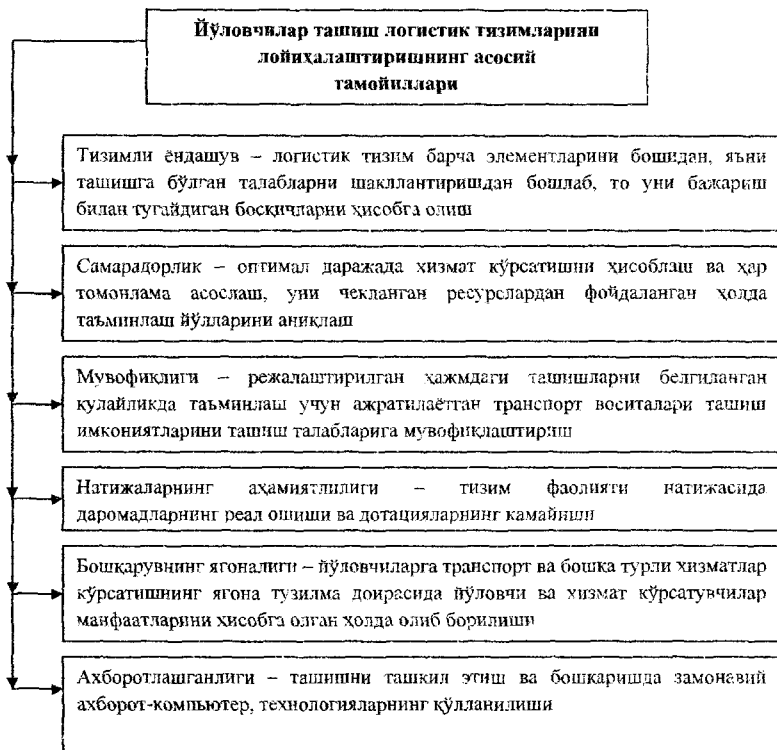 Йўловчилар ташиш логистик тизимларини
лойиҳалаштиришнинг асосий
тамойиллари
Тизимли ёндашув – логистик тизим барча элементларини бошидан, яъни
ташишга бўлган талабларни шакллантиришдан бошлаб, то уни бажариш
билан тугайдиган босқичларни ҳисобга олиш
Самарадорлик – оптимал даражада хизмат кўрсатишни ҳисоблаш ва ҳар
томонлама асослаш, уни чекланган ресурслардан фойдаланган ҳолда
таъминлаш йўлларини аниқлаш
Мувофиқлиги – режалаштирилган ҳажмдаги ташишларни белгиланган
қулайликда таъминлаш учун ажратилаётган транспорт воситалари ташиш
имкониятларини ташиш талабларига мувофиқлаштириш
Натижаларнинг аҳамиятлилиги – тизим фаолияти натижасида
даромадларнинг реал ошиши ва дотацияларнинг камайиши
Бошқарувнинг ягоналиги – йўловчиларга транспорт ва бошқа турли хизматлар
кўрсатишнинг ягона тузилма доирасида йўловчи ва хизмат кўрсатувчилар
манфаатларини ҳисобга олган ҳолда олиб борилиши
Ахборотлашганлиги – ташишни ташкил этиш ва бошқаришда замонавий
ахборот-компьютер, технологияларнинг қўлланилиши